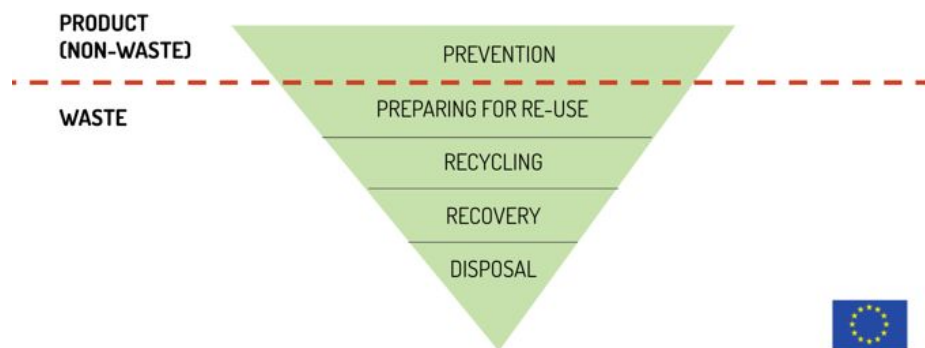 PRODUCT
(NON-WASTE)
PREVENTION
WASTE
PREPARING FOR RE-USE
RECYCLING
RECOVERY
DISPOSAL